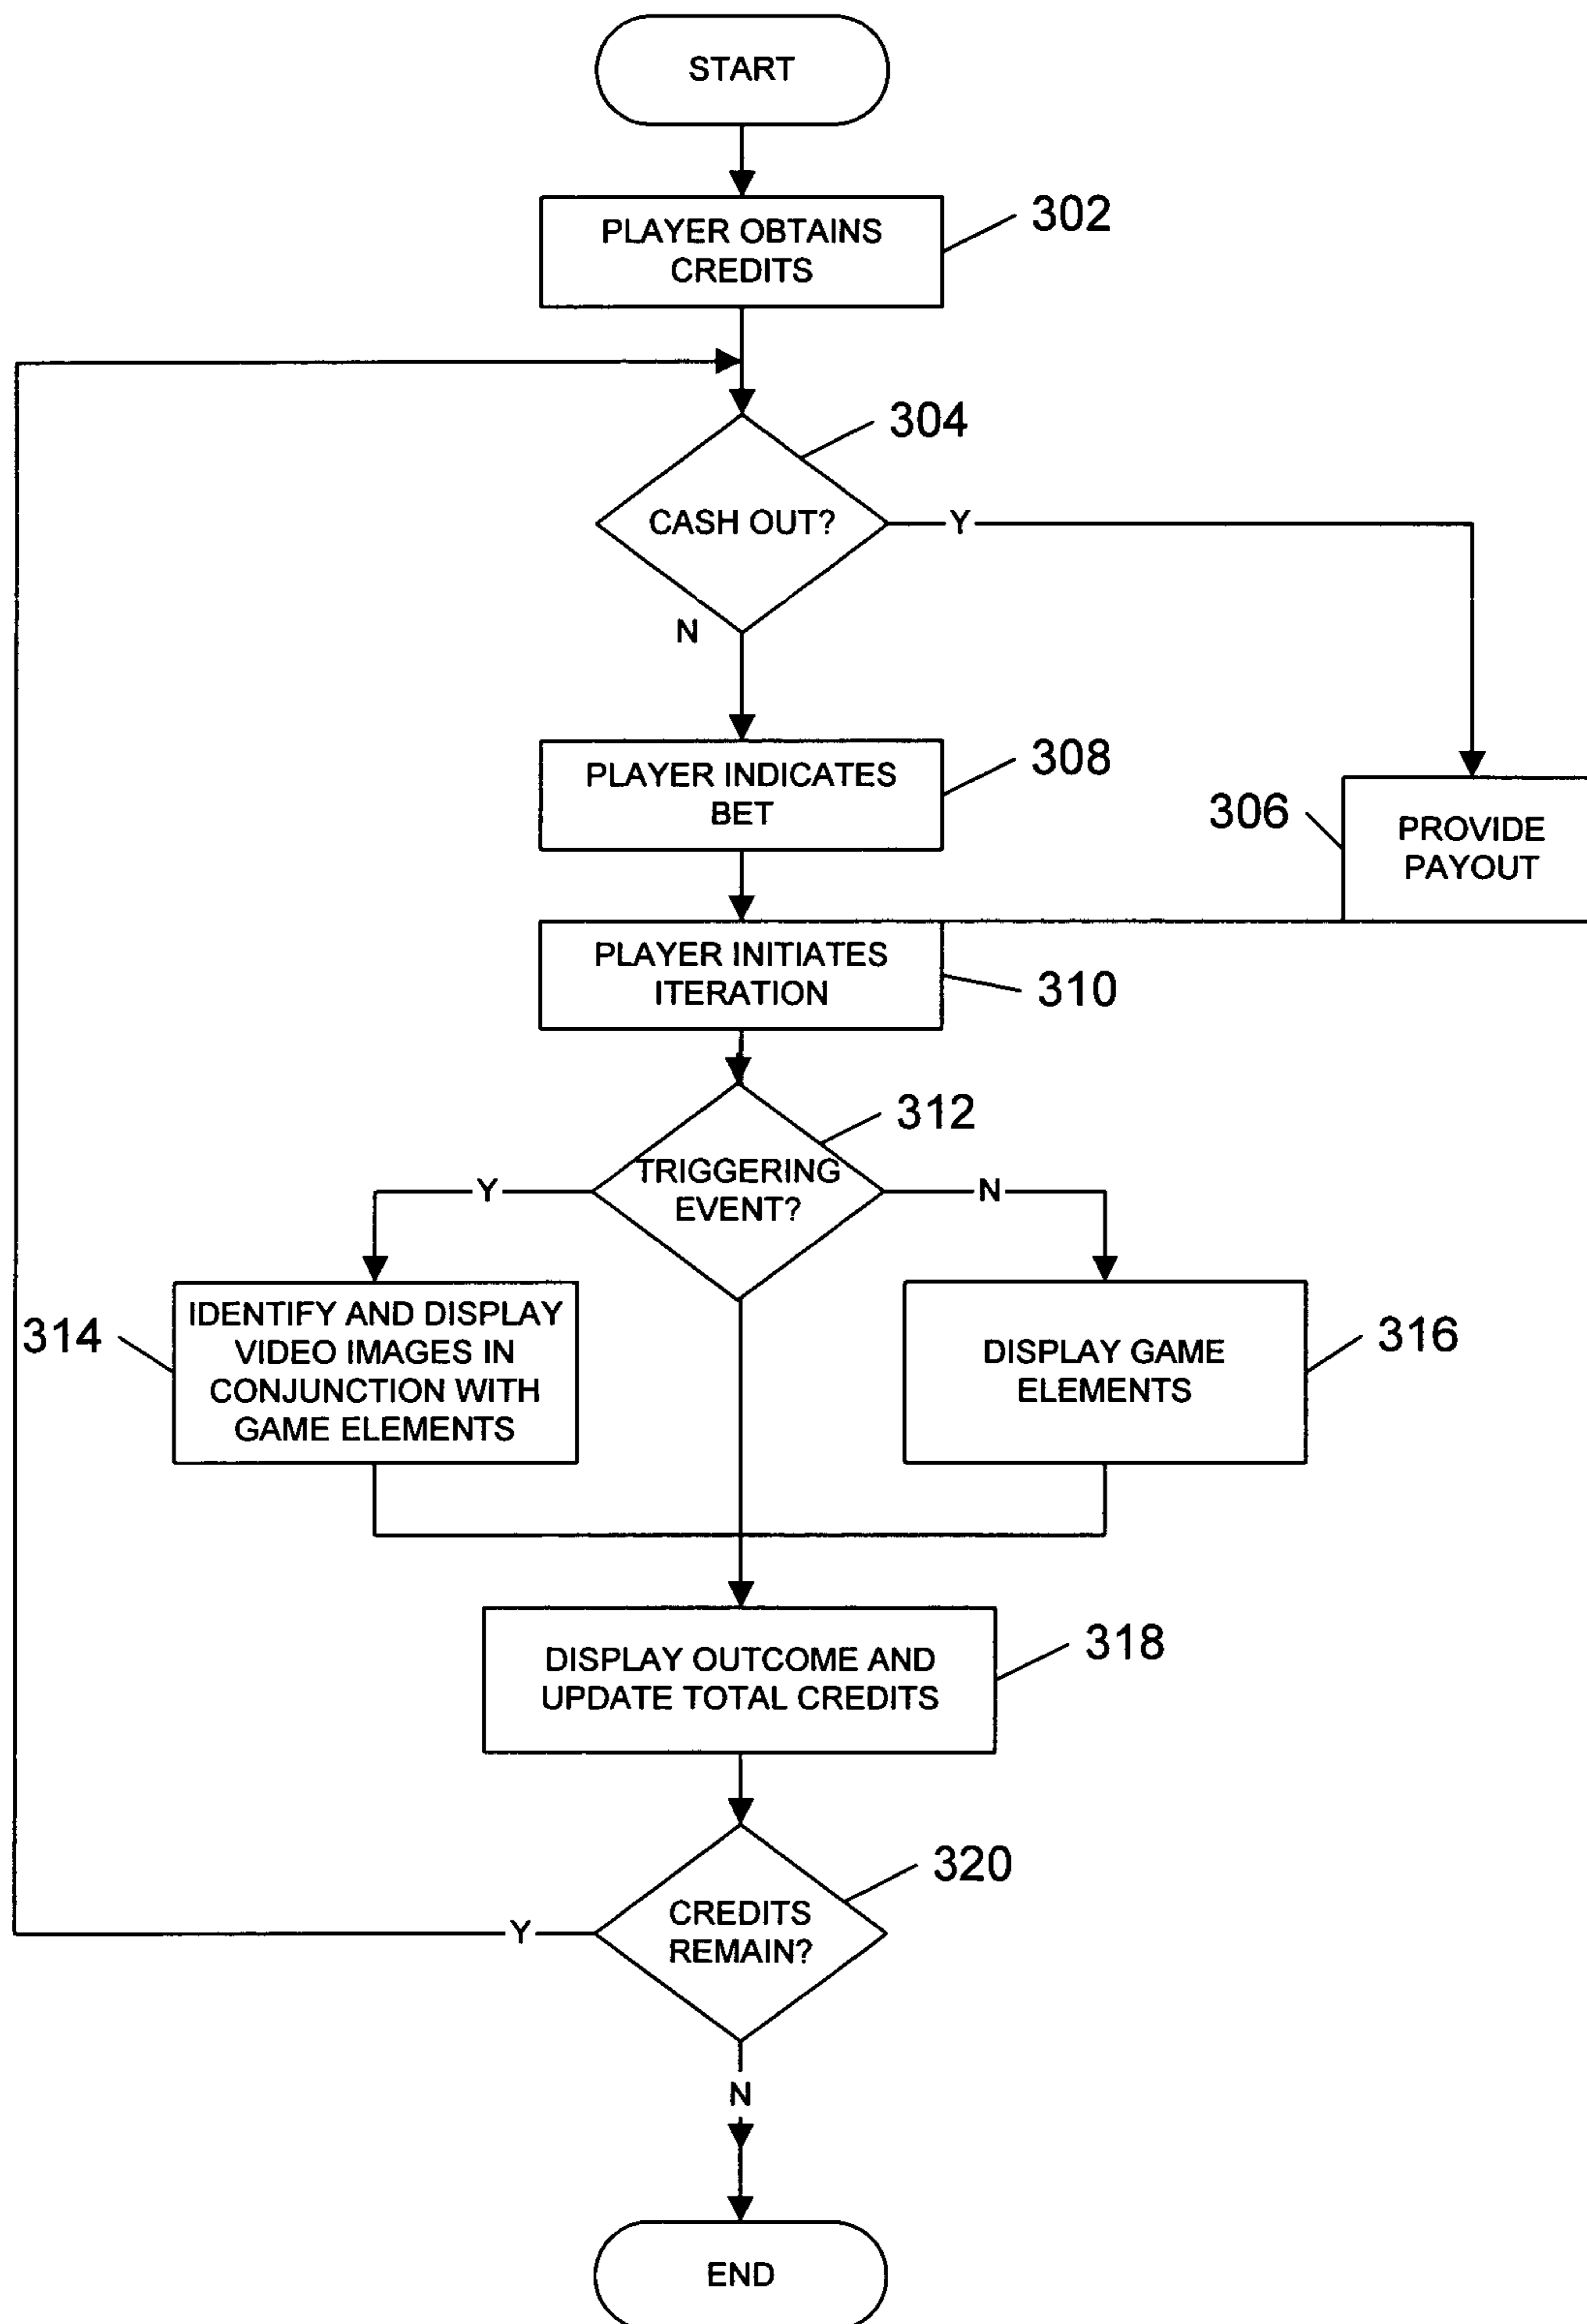 START
PLAYER OBTAINS
CREDITS
302
304
CASH OUT?
Y
N
PLAYER INDICATES
BET
308
306
PROVIDE
PAYOUT
PLAYER INITIATES
ITERATION
310
312
TRIGGERING
EVENT?
Y
N
314
IDENTIFY AND DISPLAY
VIDEO IMAGES IN
CONJUNCTION WITH
GAME ELEMENTS
DISPLAY GAME
ELEMENTS
316
DISPLAY OUTCOME AND
UPDATE TOTAL CREDITS
318
320
CREDITS
REMAIN?
Y
N
END